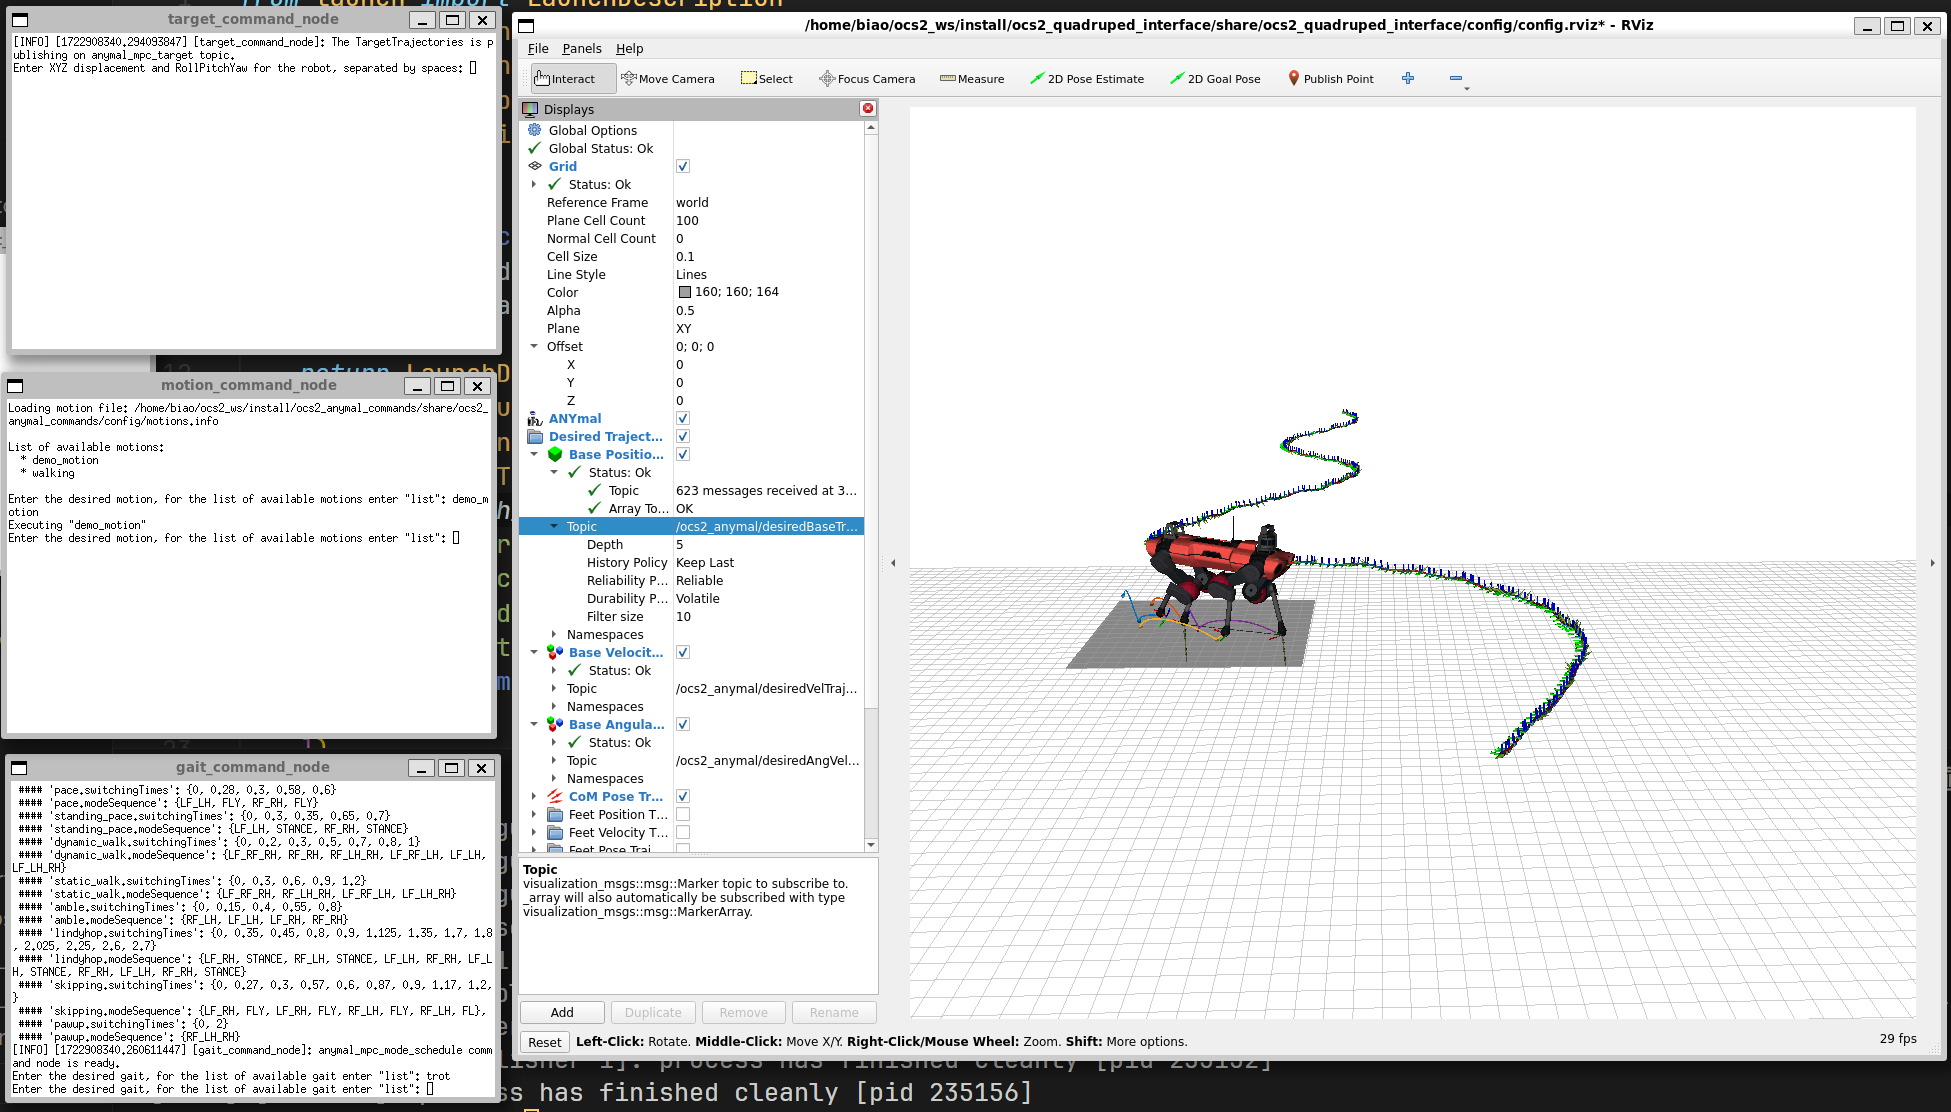 target_command_node
[INFO] [1722908340.294093847] [target_command_node]: The TargetTrajectories is p
ublishing on anymal_mpc_target topic.
Enter XYZ displacement and RollPitchYaw for the robot, separated by spaces:
motion_command_node
Loading motion file: /home/biao/ocs2_ws/install/ocs2_anymal_commands/share/ocs2_
anymal_commands/config/motions.info
List of available motions:
* demo_motion
* walking
Enter the desired motion, for the list of available motions enter "list": demo_m
otion
Executing "demo_motion"
Enter the desired motion, for the list of available motions enter "list":
gait_command_node
#### 'pace.switchingTimes': {0, 0.28, 0.3, 0.58, 0.6}
#### 'pace.modeSequence': {LF_LH, FLY, RF_RH, FLY}
#### 'standing_pace.switchingTimes': {0, 0.3, 0.35, 0.65, 0.7}
#### 'standing_pace.modeSequence': {LF_LH, STANCE, RF_RH, STANCE}
#### 'dynamic_walk.switchingTimes': {0, 0.2, 0.3, 0.5, 0.7, 0.8, 1}
#### 'dynamic_walk.modeSequence': {LF_RF_RH, RF_RH, RF_LH_RH, LF_RF_LH, LF_LH,
LF_LH_RH}
#### 'static_walk.switchingTimes': {0, 0.3, 0.6, 0.9, 1.2}
#### 'static_walk.modeSequence': {LF_RF_RH, RF_LH_RH, LF_RF_LH, LF_LH_RH}
#### 'amble.switchingTimes': {0, 0.15, 0.4, 0.55, 0.8}
#### 'amble.modeSequence': {RF_LH, LF_LH, LF_RH, RF_RH}
#### 'lindyhop.switchingTimes': {0, 0.35, 0.45, 0.8, 0.9, 1.125, 1.35, 1.7, 1.8
, 2.025, 2.25, 2.6, 2.7}
#### 'lindyhop.modeSequence': {LF_RH, STANCE, RF_LH, STANCE, LF_LH, RF_RH, LF_L
H, STANCE, RF_RH, LF_LH, RF_RH, STANCE}
#### 'skipping.switchingTimes': {0, 0.27, 0.3, 0.57, 0.6, 0.87, 0.9, 1.17, 1.2,
}
#### 'skipping.modeSequence': {LF_RH, FLY, LF_RH, FLY, RF_LH, FLY, RF_LH, FL},
#### 'pawup.switchingTimes': {0, 2}
#### 'pawup.modeSequence': {RF_LH_RH}
[INFO] [1722908340.260611447] [gait_command_node]: anymal_mpc_mode_schedule comm
and node is ready.
Enter the desired gait, for the list of available gait enter "list": trot
Enter the desired gait, for the list of available gait enter "list":
/home/biao/ocs2_ws/install/ocs2_quadruped_interface/share/ocs2_quadruped_interface/config/config.rviz* - RViz
File Panels Help
Interact Move Camera Select Focus Camera Measure 2D Pose Estimate 2D Goal Pose Publish Point
Displays
Global Options
Global Status: Ok
Grid
Status: Ok
Reference Frame world
Plane Cell Count 100
Normal Cell Count 0
Cell Size 0.1
Line Style Lines
Color 160; 160; 164
Alpha 0.5
Plane XY
Offset 0; 0; 0
X 0
Y 0
Z 0
ANYmal
Desired Traject...
Base Positio...
Status: Ok
Topic 623 messages received at 3...
Array To... OK
Topic /ocs2_anymal/desiredBaseTr...
Depth 5
History Policy Keep Last
Reliability P... Reliable
Durability P... Volatile
Filter size 10
Namespaces
Base Velocit...
Status: Ok
Topic /ocs2_anymal/desiredVelTraj...
Namespaces
Base Angula...
Status: Ok
Topic /ocs2_anymal/desiredAngVel...
Namespaces
CoM Pose Tr...
Feet Position T...
Feet Velocity T...
Feet Pose Traj...
Topic
visualization_msgs::msg::Marker topic to subscribe to.
_array will also automatically be subscribed with type
visualization_msgs::msg::MarkerArray.
Add Duplicate Remove Rename
Reset Left-Click: Rotate. Middle-Click: Move X/Y. Right-Click/Mouse Wheel: Zoom. Shift: More options.
29 fps
process has finished cleanly [pid 235152]
ss has finished cleanly [pid 235156]